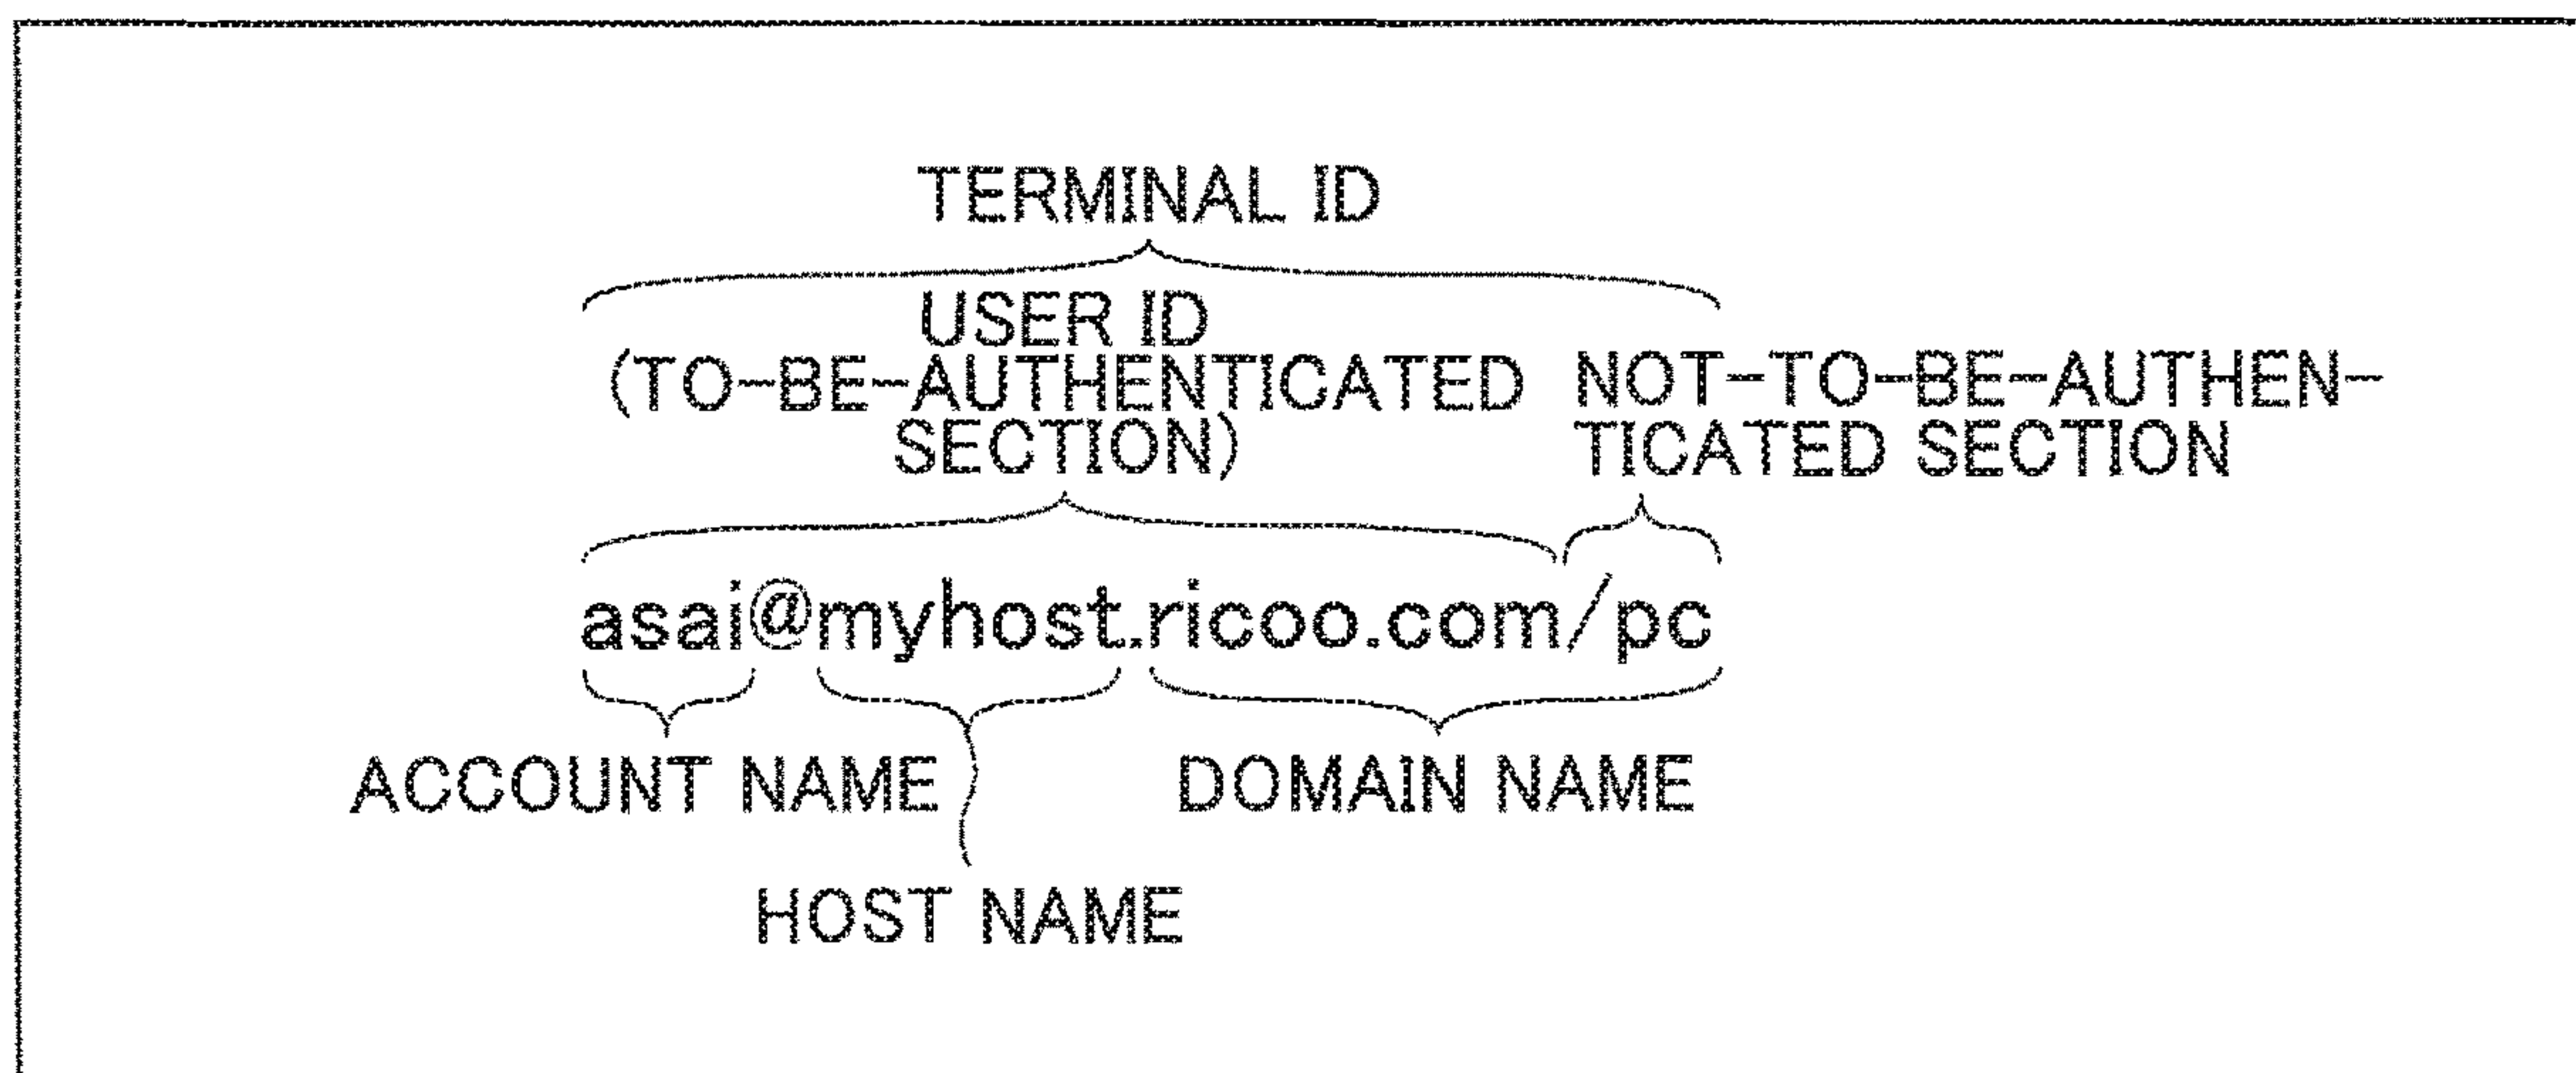 TERMINAL ID
USER ID
(TO-BE-AUTHENTICATED
SECTION)
NOT-TO-BE-AUTHEN-
TICATED SECTION
asai@myhost.ricoo.com/pc
ACCOUNT NAME
DOMAIN NAME
HOST NAME